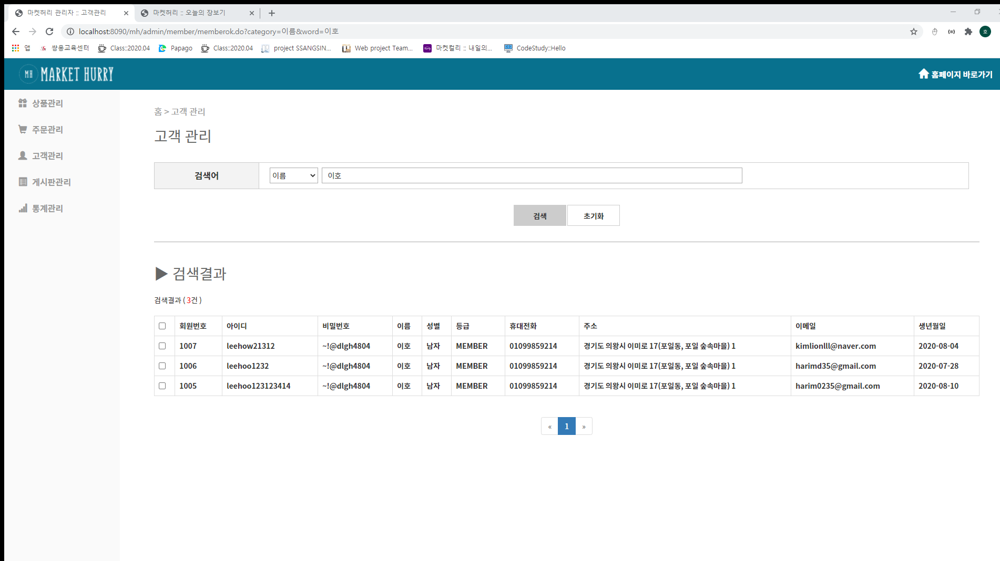 마켓허리 관리자 :: 고객관리
마켓허리 :: 오늘의 장보기
localhost:8090/mh/admin/member/memberok.do?category=이름&word=이호
호
앱
쌍용교육센터
Class::2020.04
Papago
Class::2020.04
project SSANGSIN...
Web project Team...
마켓컬리 :: 내일의...
CodeStudy::Hello
MH MARKET HURRY
홈페이지 바로가기
상품관리
주문관리
고객관리
게시판관리
통계관리
홈 > 고객 관리
고객 관리
검색어 이름 이호
검색 초기화
▶ 검색결과
검색결과 ( 3건 )
회원번호 아이디 비밀번호 이름 성별 등급 휴대전화 주소 이메일 생년월일
1007 leehow21312 ~!@dlgh4804 이호 남자 MEMBER 01099859214 경기도 의왕시 이미로 17(포일동, 포일 숲속마을) 1 kimlionlll@naver.com 2020-08-04
1006 leehoo1232 ~!@dlgh4804 이호 남자 MEMBER 01099859214 경기도 의왕시 이미로 17(포일동, 포일 숲속마을) 1 harimd35@gmail.com 2020-07-28
1005 leehoo123123414 ~!@dlgh4804 이호 남자 MEMBER 01099859214 경기도 의왕시 이미로 17(포일동, 포일 숲속마을) 1 harim0235@gmail.com 2020-08-10
« 1 »